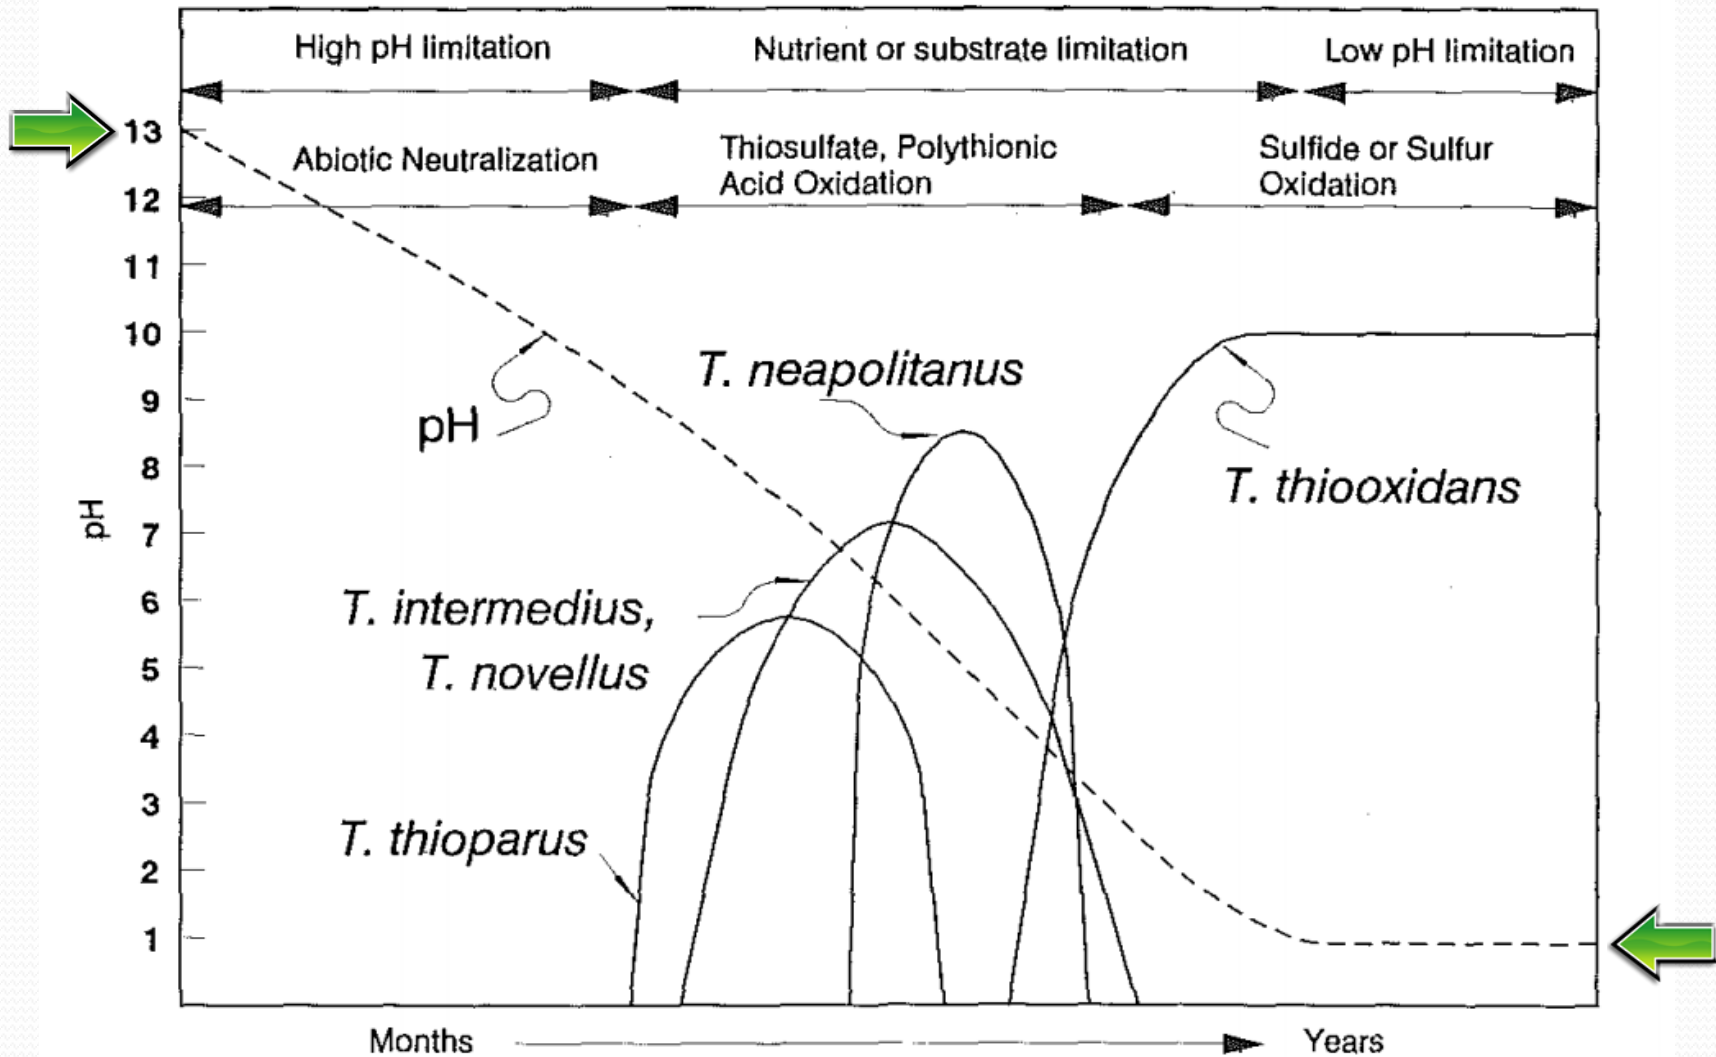 High pH limitation
Nutrient or substrate limitation
Low pH limitation
Abiotic Neutralization
Thiosulfate, Polythionic
Acid Oxidation
Sulfide or Sulfur
Oxidation
13
12
11
10
9
8
7
6
5
4
3
2
1
pH
pH
T. neapolitanus
T. thiooxidans
T. intermedius,
T. novellus
T. thioparus
Months
Years